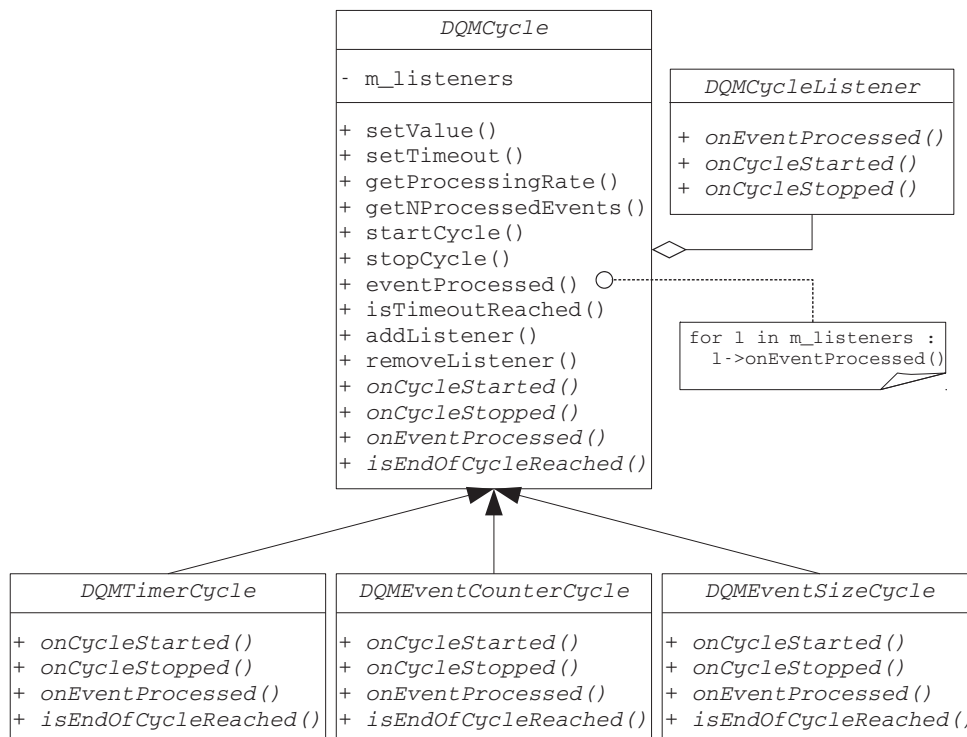 DQMCycle
- m_listeners
+ setValue()
+ setTimeout()
+ getProcessingRate()
+ getNProcessedEvents()
+ startCycle()
+ stopCycle()
+ eventProcessed()
+ isTimeoutReached()
+ addListener()
+ removeListener()
+ onCycleStarted()
+ onCycleStopped()
+ onEventProcessed()
+ isEndOfCycleReached()
DQMCycleListener
+ onEventProcessed()
+ onCycleStarted()
+ onCycleStopped()
for l in m_listeners :
l->onEventProcessed()
DQMTimerCycle
+ onCycleStarted()
+ onCycleStopped()
+ onEventProcessed()
+ isEndOfCycleReached()
DQMEventCounterCycle
+ onCycleStarted()
+ onCycleStopped()
+ onEventProcessed()
+ isEndOfCycleReached()
DQMEventSizeCycle
+ onCycleStarted()
+ onCycleStopped()
+ onEventProcessed()
+ isEndOfCycleReached()